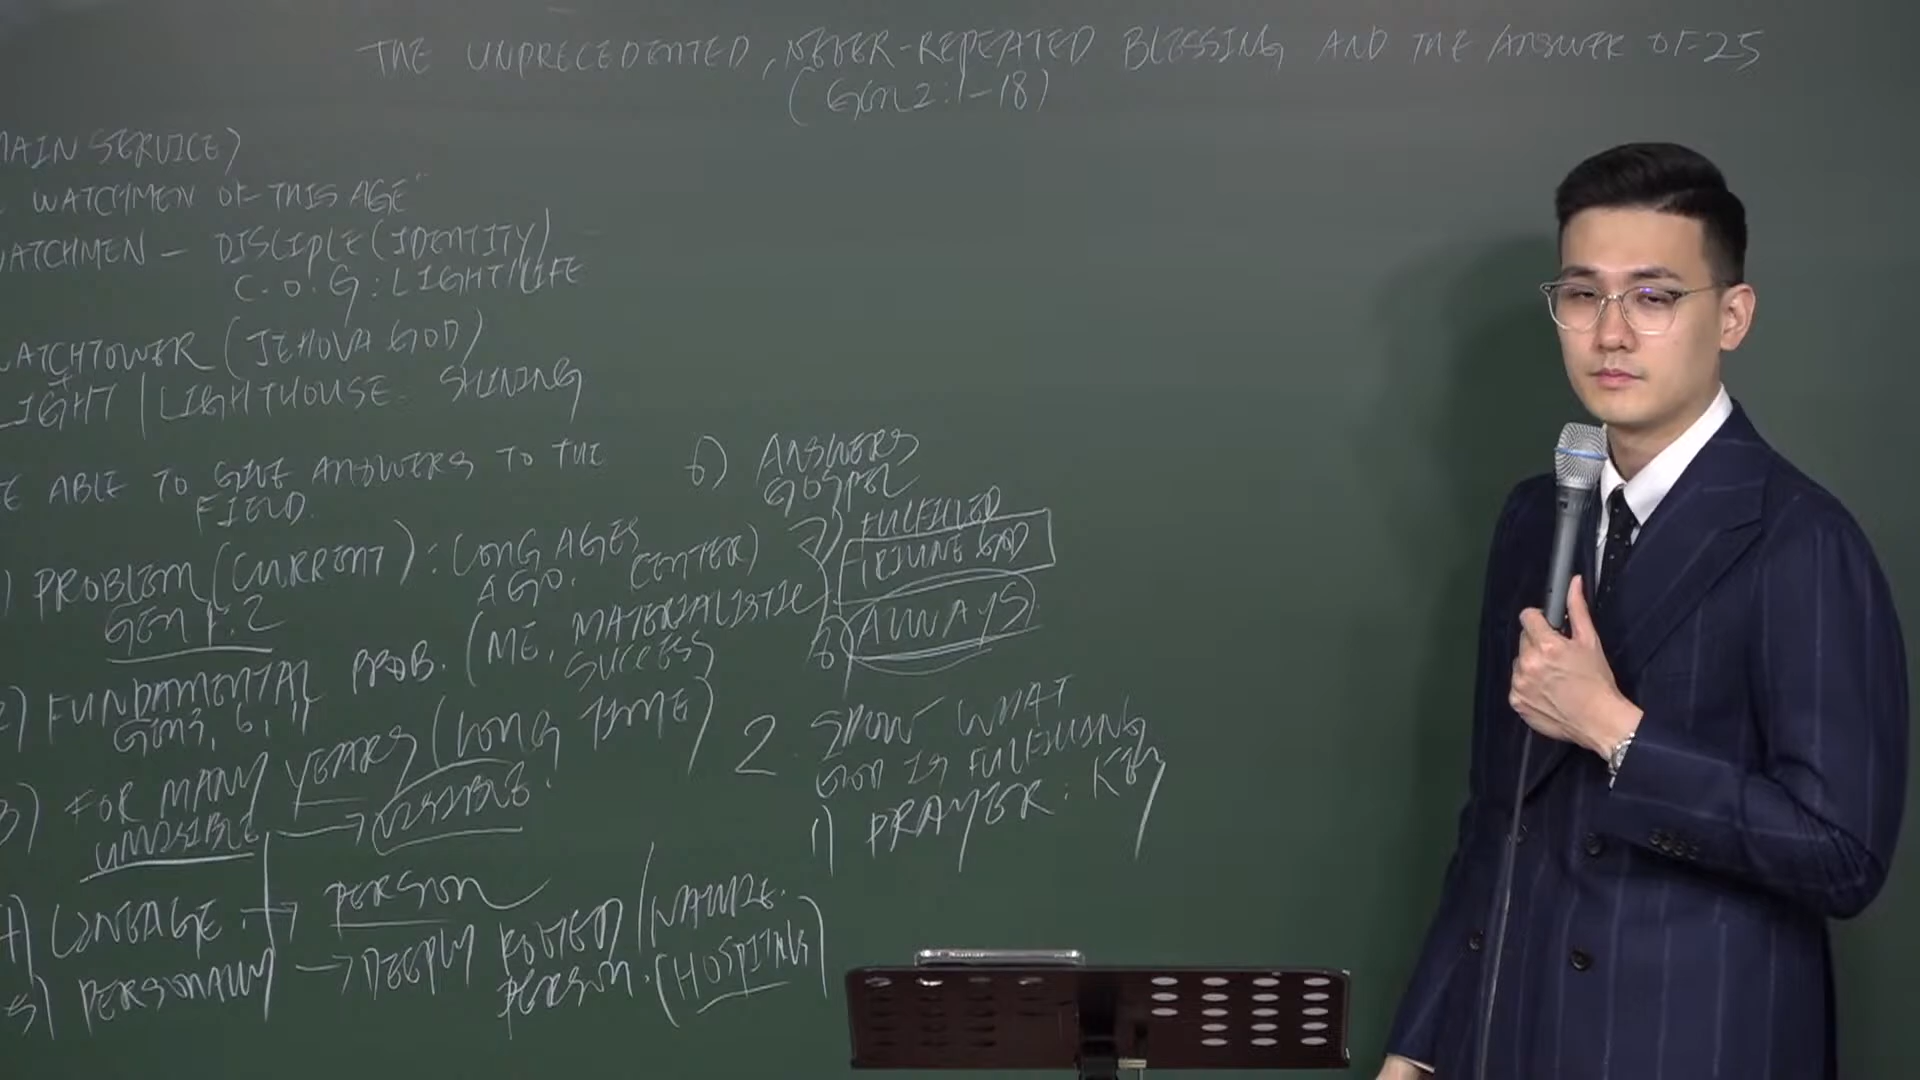 THE UNPRECEDENTED, NEVER-REPEATED BLESSING AND THE ANSWER OF 25
(GEN 2:1-18)
MAIN SERVICE)
WATCHMEN OF THIS AGE"
WATCHMEN - DISCIPLE (IDENTITY)
C.O.G: LIGHT/LIFE
WATCHTOWER (JEHOVA GOD)
+
LIGHT | LIGHTHOUSE - SHINING
BE ABLE TO GIVE ANSWERS TO THE
FIELD.
1) PROBLEM (CURRENT): LONG AGES
AGO.
GEN 1:2
2) FUNDAMENTAL PROB. (ME, MATERIALISTIC
SUCCESS CENTER)
GEN 3, 6, 11
3) FOR MANY YEARS (LONG TIME)
UNVISIBLE → VISIBLE.
4) LINEAGE → PERSON
5) PERSONALLY → DEEPLY ROOTED / NATURE.
PERSON. (HOSPITALS)
6) ANSWERS
GOSPEL
FULFILLED
TRIUNE GOD
ALWAYS
2. SHOW WHAT
GOD IS FULFILLING
1) PRAYER: KEY